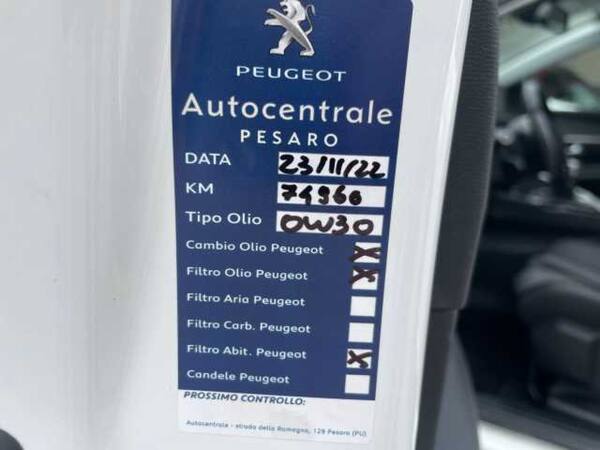 PEUGEOT
Autocentrale
PESARO
DATA 23/11/22
KM 74960
Tipo Olio 0W30
Cambio Olio Peugeot X
Filtro Olio Peugeot X
Filtro Aria Peugeot
Filtro Carb. Peugeot
Filtro Abit. Peugeot X
Candele Peugeot
PROSSIMO CONTROLLO:
Autocentrale - strada della Romagna, 129 Pesaro (PU)